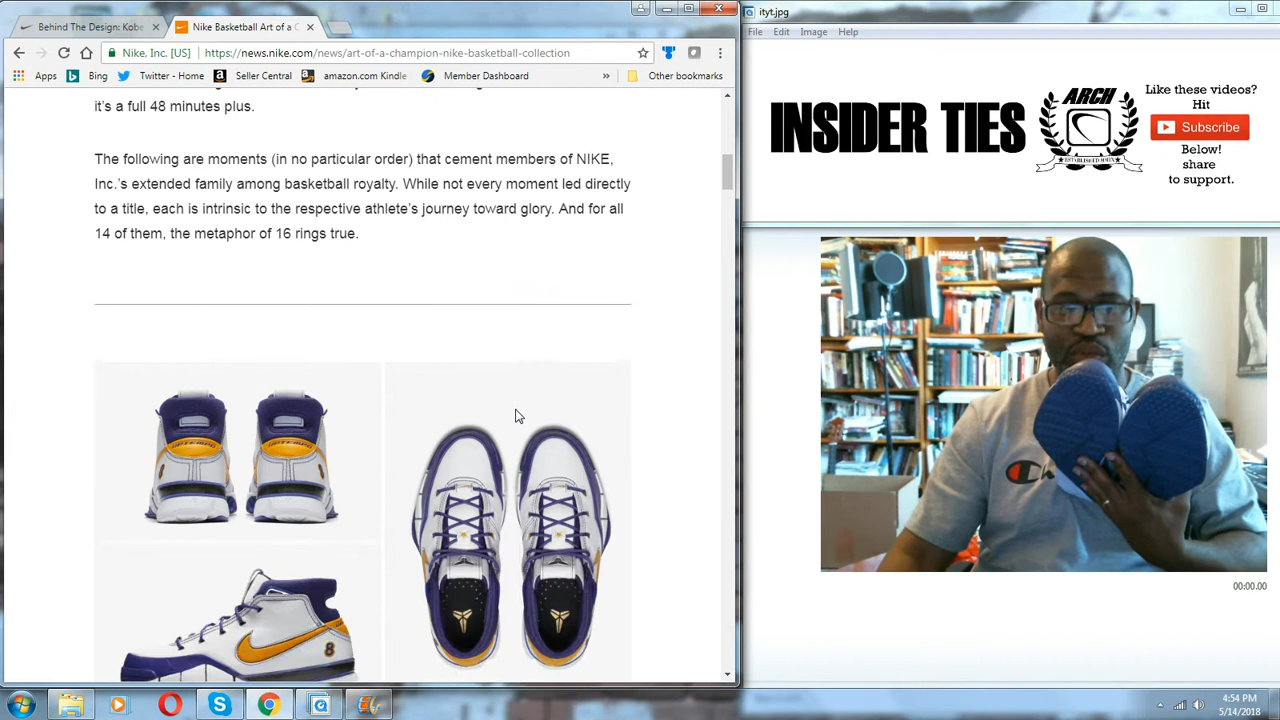 Behind The Design: Kobe
Nike Basketball Art of a C
Nike, Inc. [US]
https://news.nike.com/news/art-of-a-champion-nike-basketball-collection
Apps
Bing
Twitter - Home
Seller Central
amazon.com Kindle
Member Dashboard
»
Other bookmarks
it's a full 48 minutes plus.
The following are moments (in no particular order) that cement members of NIKE,
Inc.'s extended family among basketball royalty. While not every moment led directly
to a title, each is intrinsic to the respective athlete's journey toward glory. And for all
14 of them, the metaphor of 16 rings true.
8
ityt.jpg
File Edit Image Help
INSIDER TIES
ARCH
ESTABLISHED MMIX
Like these videos?
Hit
Subscribe
Below!
share
to support.
00:00.00
4:54 PM
5/14/2018